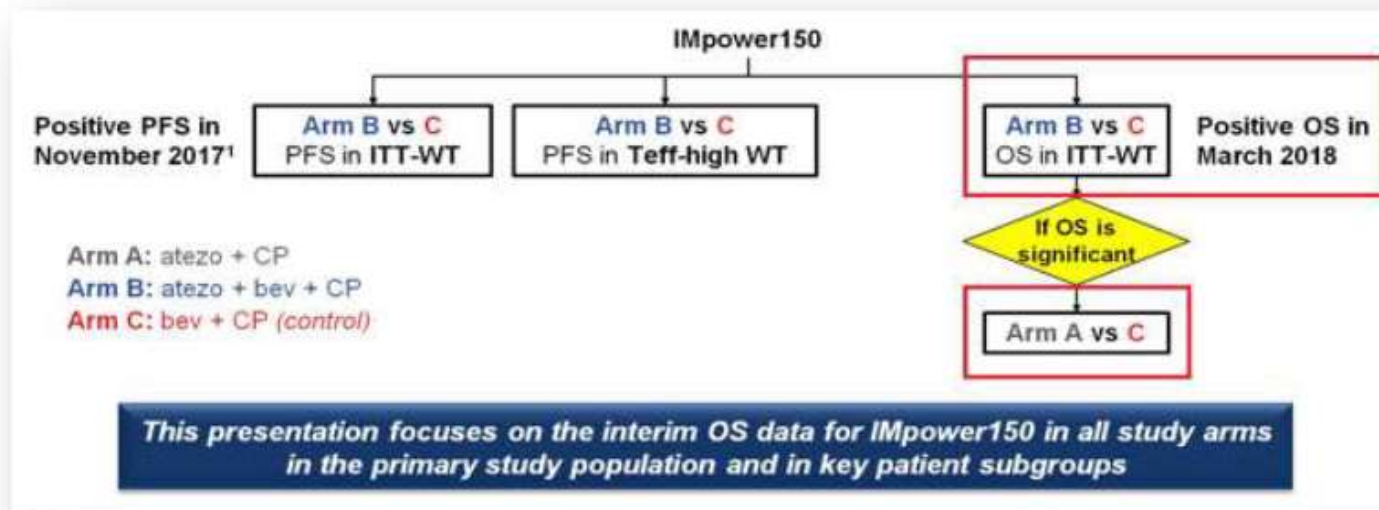 IMpower150
Positive PFS in
November 2017¹
Arm B vs C
PFS in ITT-WT
Arm B vs C
PFS in Teff-high WT
Arm B vs C
OS in ITT-WT
Positive OS in
March 2018
If OS is
significant
Arm A: atezo + CP
Arm B: atezo + bev + CP
Arm C: bev + CP (control)
Arm A vs C
This presentation focuses on the interim OS data for IMpower150 in all study arms
in the primary study population and in key patient subgroups